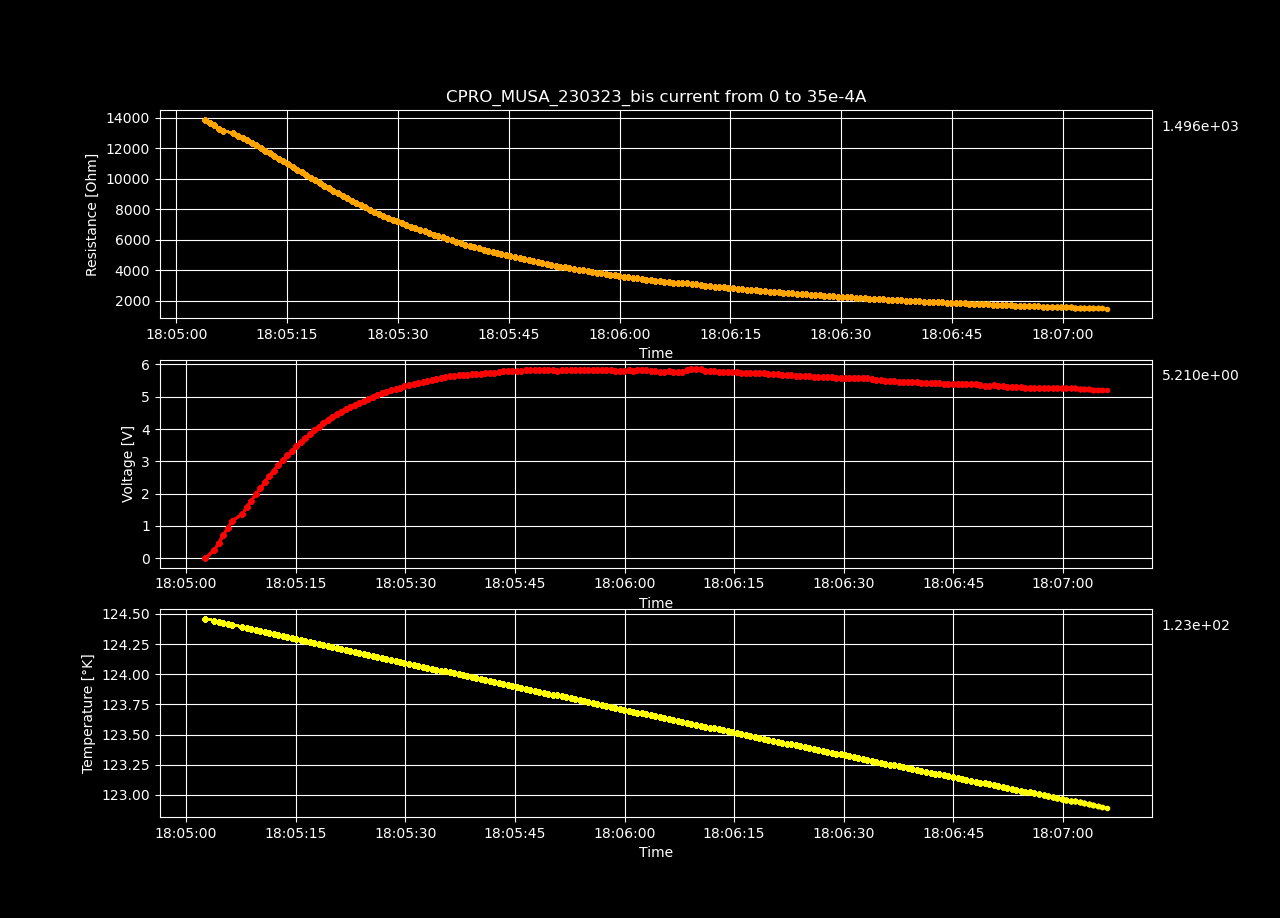 CPRO_MUSA_230323_bis current from 0 to 35e-4A
1.496e+03
Resistance [Ohm]
14000
12000
10000
8000
6000
4000
2000
18:05:00 18:05:15 18:05:30 18:05:45 18:06:00 18:06:15 18:06:30 18:06:45 18:07:00
Time
5.210e+00
Voltage [V]
6
5
4
3
2
1
0
18:05:00 18:05:15 18:05:30 18:05:45 18:06:00 18:06:15 18:06:30 18:06:45 18:07:00
Time
1.23e+02
Temperature [°K]
124.50
124.25
124.00
123.75
123.50
123.25
123.00
18:05:00 18:05:15 18:05:30 18:05:45 18:06:00 18:06:15 18:06:30 18:06:45 18:07:00
Time